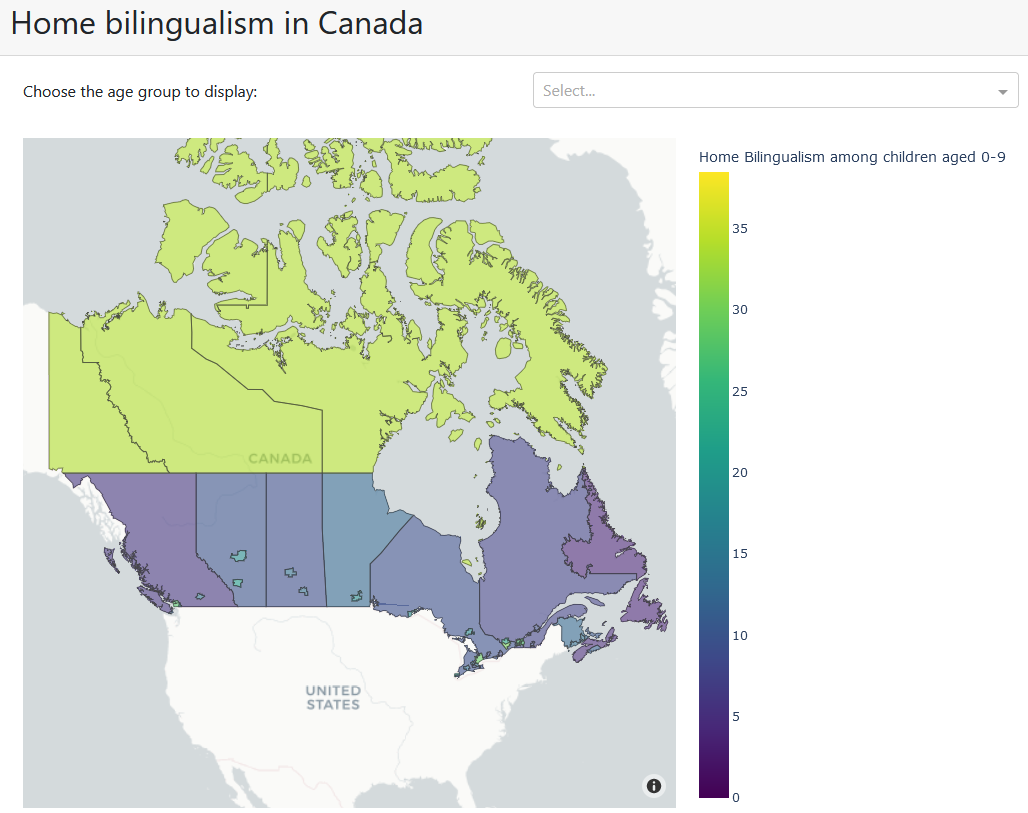 Home bilingualism in Canada
Choose the age group to display:
Select...
Home Bilingualism among children aged 0-9
35
30
25
20
15
10
5
0
CANADA
UNITED
STATES
i